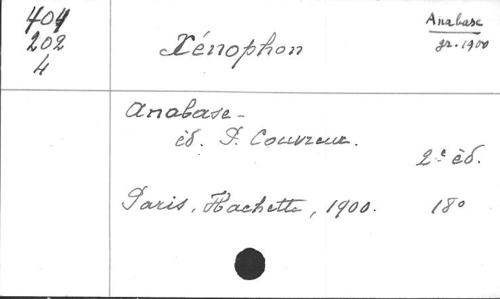 404
202
4
Xénophon
Anabase
gr. 1900
Anabase -
éd. P. Couvreur.
2e éd.
Paris, Hachette, 1900. 18°